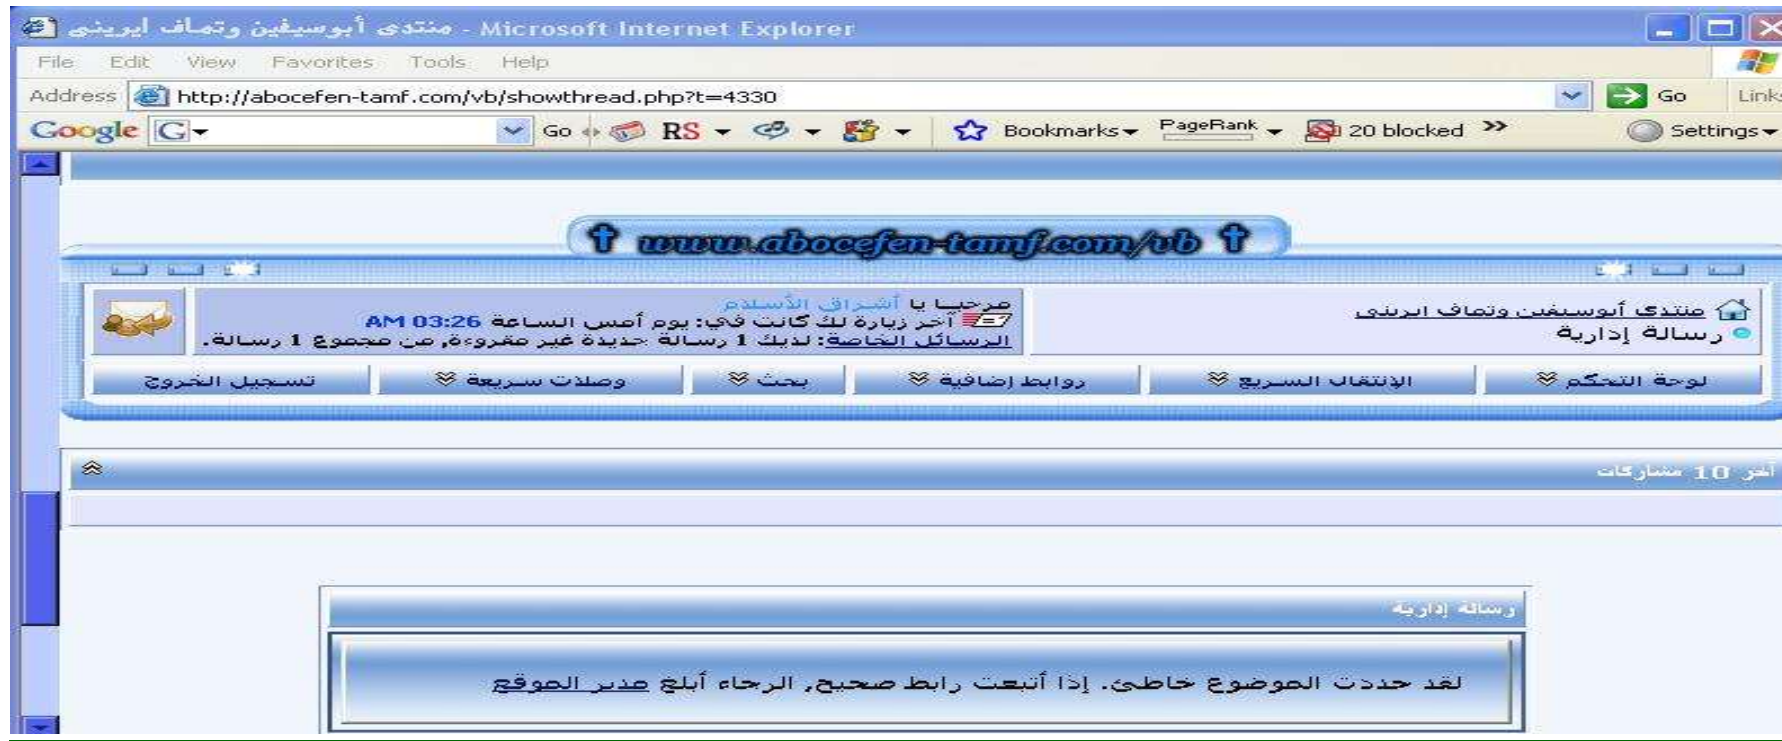 منتدى أبوسيفين وتماف ايرينى - Microsoft Internet Explorer
File Edit View Favorites Tools Help
Address http://abocefen-tamf.com/vb/showthread.php?t=4330 Go Links
Google G Go RS Bookmarks PageRank 20 blocked >> Settings
† www.abocefen-tamf.com/vb †
منتدى أبوسيفين وتماف ايرينى
رسالة إدارية
مرحبا يا أشراق الأسلام
آخر زيارة لك كانت في: يوم أمس الساعة 03:26 AM
الرسائل الخاصة: لديك 1 رسالة جديدة غير مقروءة, من مجموع 1 رسالة.
لوحة التحكم الإنتقال السريع روابط إضافية بحث وصلات سريعة تسجيل الخروج
آخر 10 مشاركات
رسالة إدارية
لقد حددت الموضوع خاطئ. إذا أتبعت رابط صحيح, الرجاء أبلغ مدير الموقع